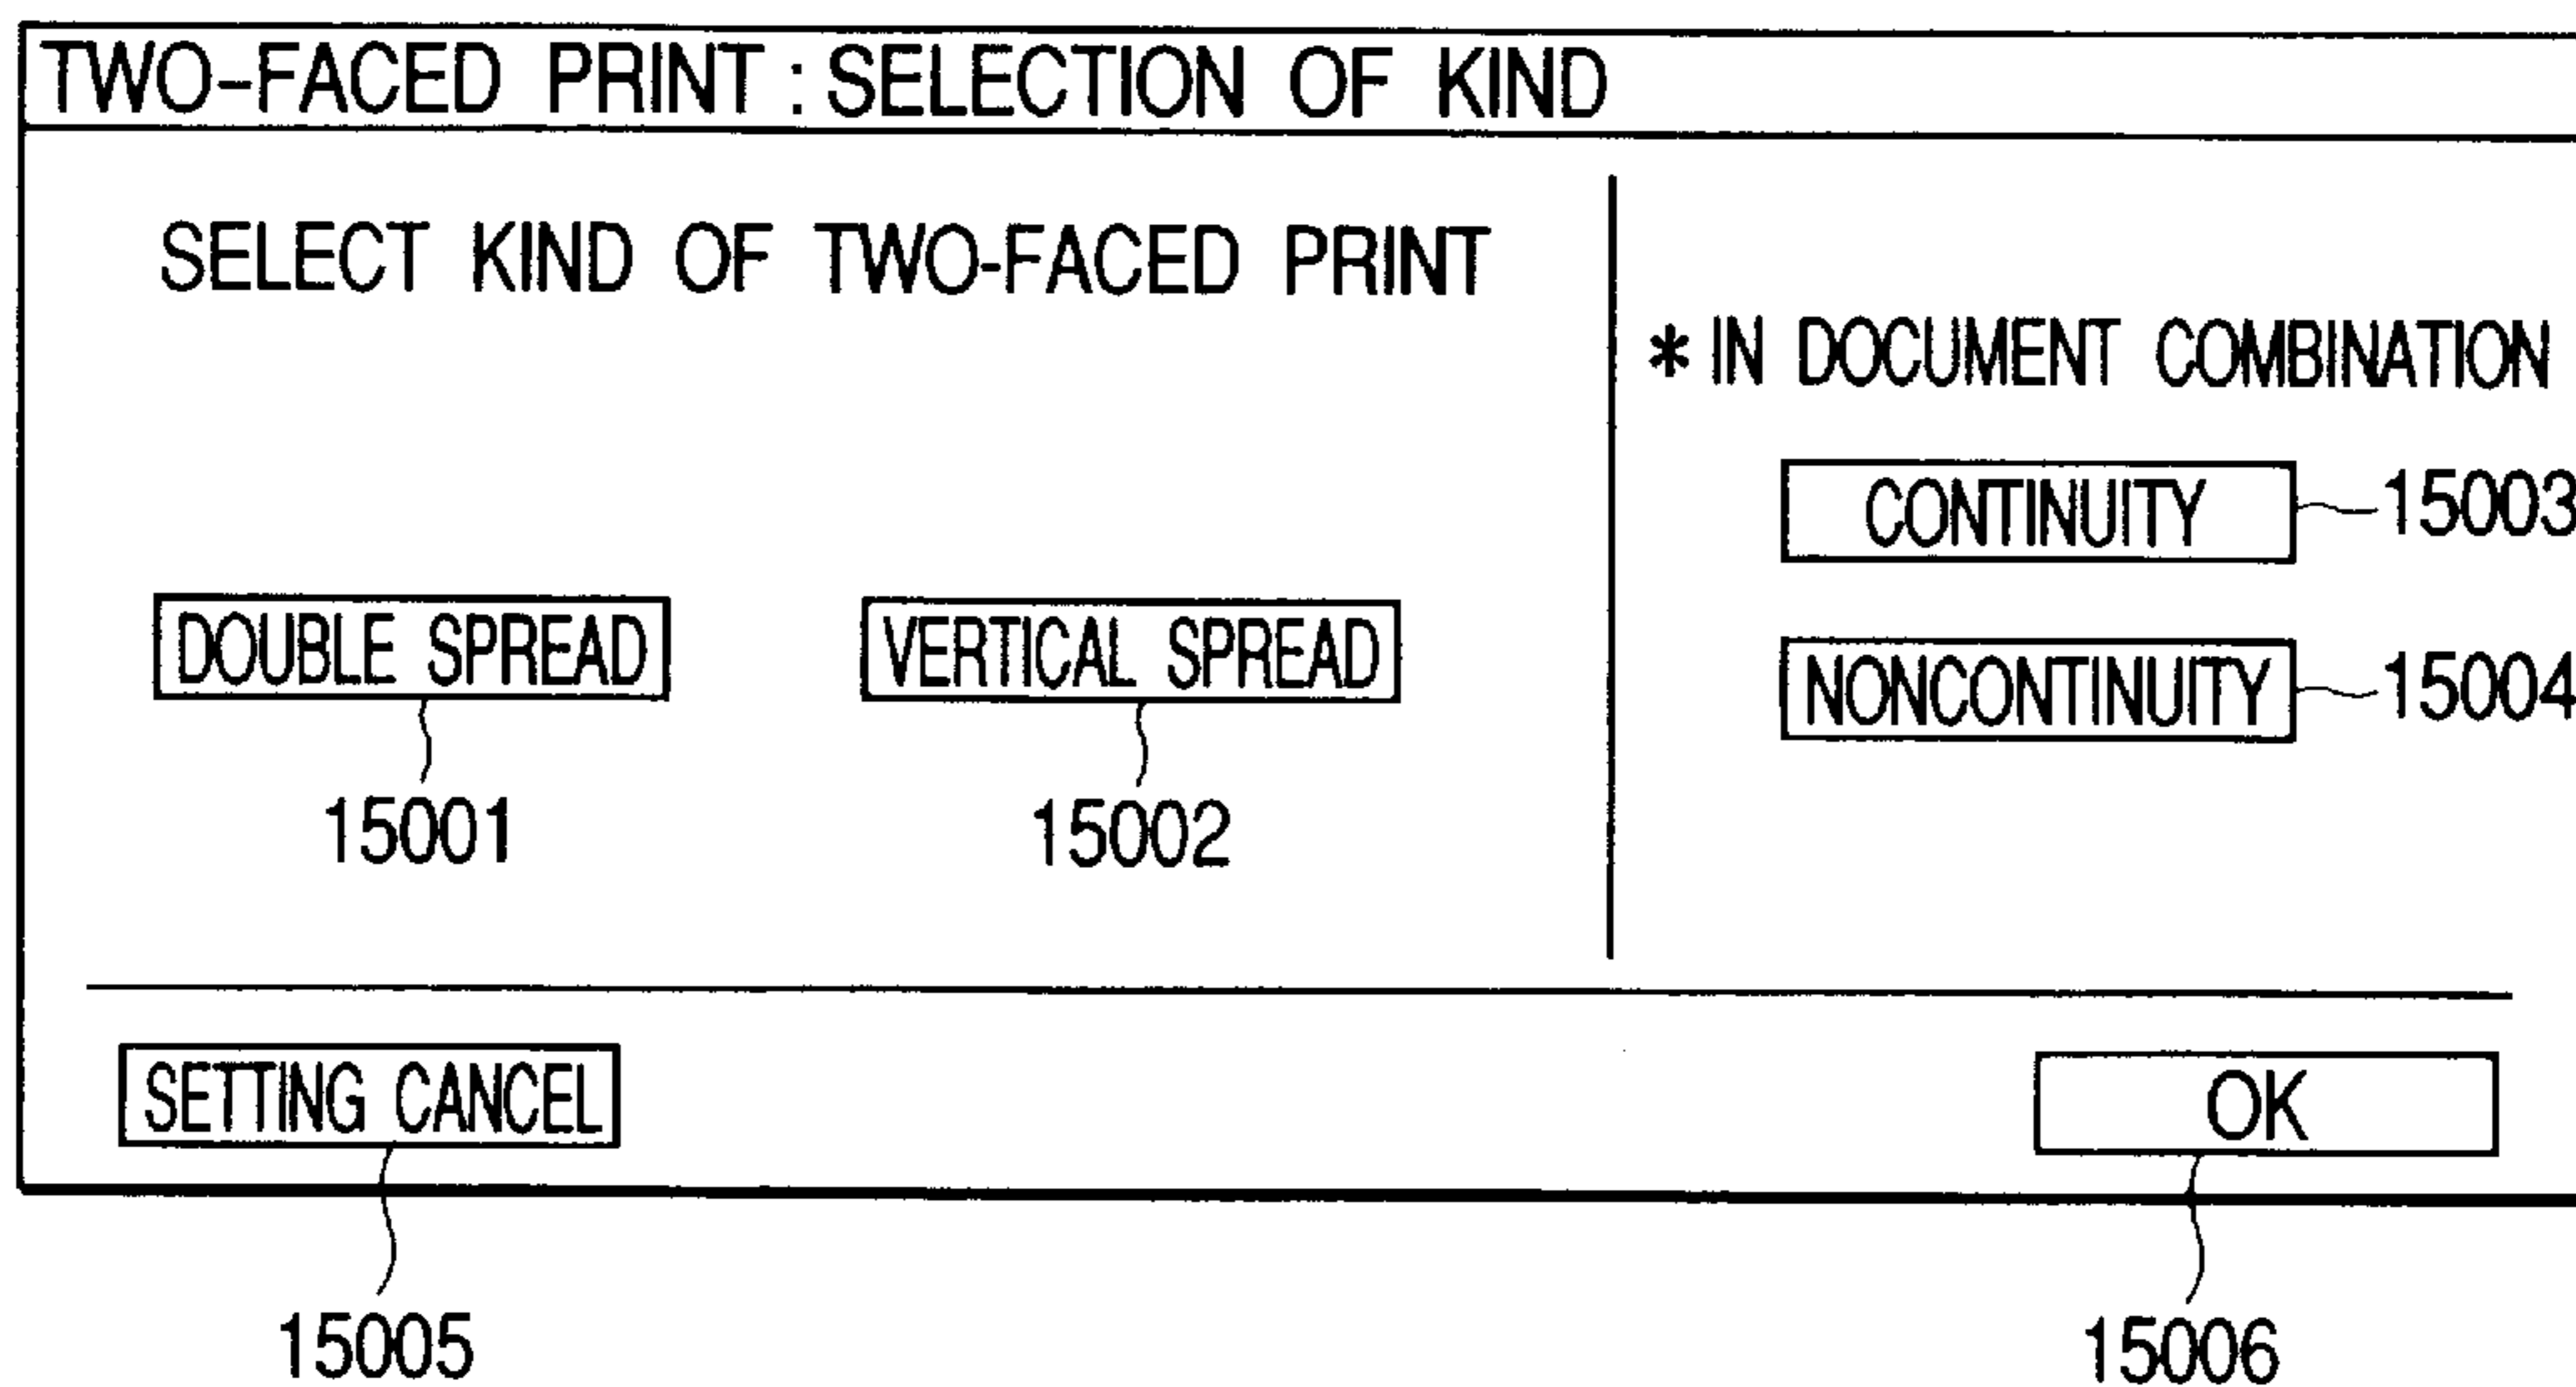 TWO-FACED PRINT : SELECTION OF KIND
SELECT KIND OF TWO-FACED PRINT
DOUBLE SPREAD
15001
VERTICAL SPREAD
15002
* IN DOCUMENT COMBINATION
CONTINUITY
15003
NONCONTINUITY
15004
SETTING CANCEL
15005
OK
15006